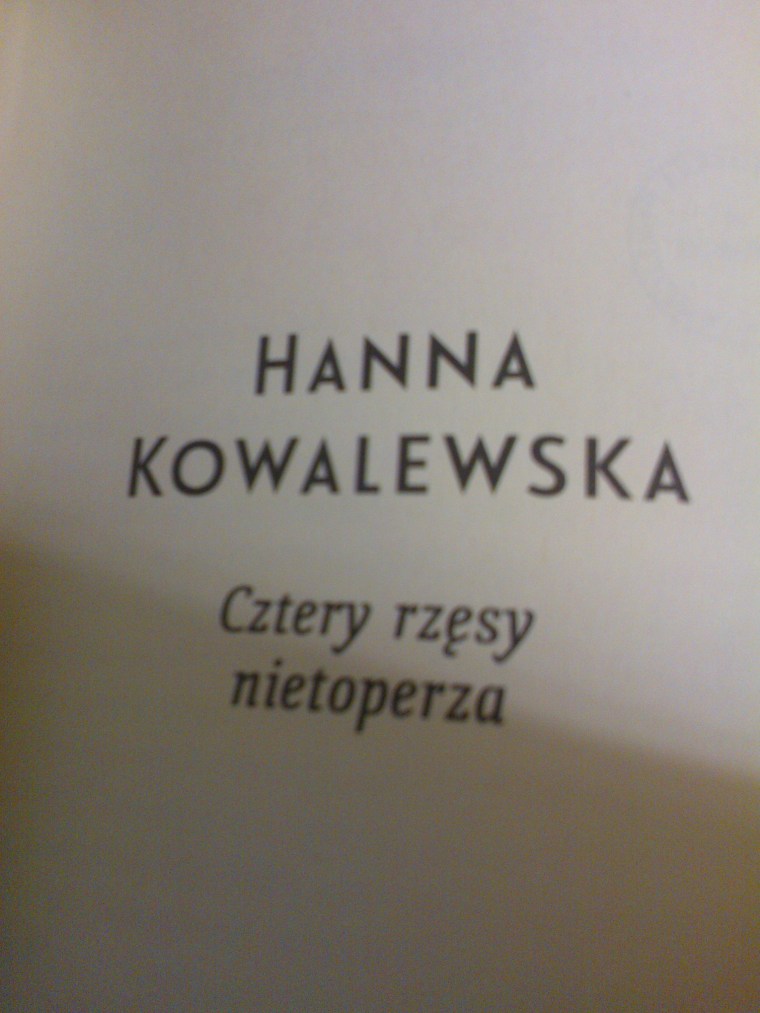 HANNA
KOWALEWSKA
Cztery rzęsy
nietoperza